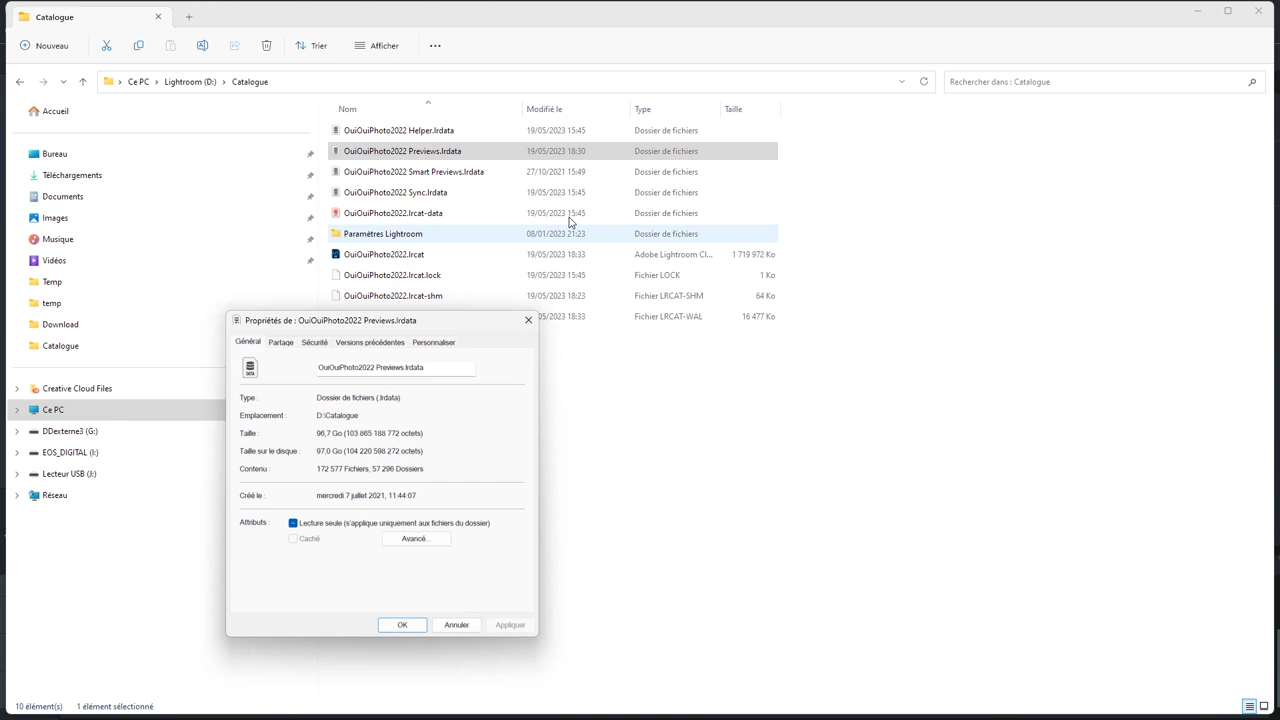 Catalogue
Nouveau
Trier
Afficher
Ce PC
Lightroom (D:)
Catalogue
Rechercher dans : Catalogue
Accueil
Bureau
Téléchargements
Documents
Images
Musique
Vidéos
Temp
temp
Download
Catalogue
Creative Cloud Files
Ce PC
DDexterne3 (G:)
EOS_DIGITAL (I:)
Lecteur USB (J:)
Réseau
Nom Modifié le Type Taille
OuiOuiPhoto2022 Helper.lrdata 19/05/2023 15:45 Dossier de fichiers
OuiOuiPhoto2022 Previews.lrdata 19/05/2023 18:30 Dossier de fichiers
OuiOuiPhoto2022 Smart Previews.lrdata 27/10/2021 15:49 Dossier de fichiers
OuiOuiPhoto2022 Sync.lrdata 19/05/2023 15:45 Dossier de fichiers
OuiOuiPhoto2022.lrcat-data 19/05/2023 15:45 Dossier de fichiers
Paramètres Lightroom 08/01/2023 21:23 Dossier de fichiers
OuiOuiPhoto2022.lrcat 19/05/2023 18:33 Adobe Lightroom Cl... 1 719 972 Ko
OuiOuiPhoto2022.lrcat.lock 19/05/2023 15:45 Fichier LOCK 1 Ko
OuiOuiPhoto2022.lrcat-shm 19/05/2023 18:23 Fichier LRCAT-SHM 64 Ko
05/2023 18:33 Fichier LRCAT-WAL 16 477 Ko
Propriétés de : OuiOuiPhoto2022 Previews.lrdata
Général Partage Sécurité Versions précédentes Personnaliser
DATA
OuiOuiPhoto2022 Previews.lrdata
Type : Dossier de fichiers (.lrdata)
Emplacement : D:\Catalogue
Taille : 96,7 Go (103 865 188 772 octets)
Taille sur le disque : 97,0 Go (104 220 598 272 octets)
Contenu : 172 577 Fichiers, 57 296 Dossiers
Créé le : mercredi 7 juillet 2021, 11:44:07
Attributs : Lecture seule (s'applique uniquement aux fichiers du dossier)
Caché Avancé...
OK Annuler Appliquer
10 élément(s) 1 élément sélectionné